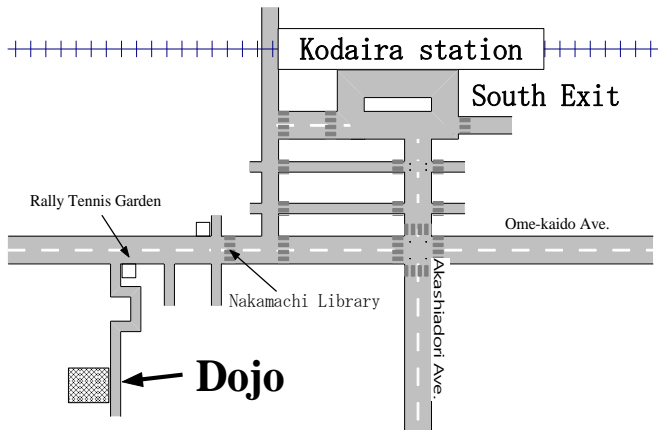 Kodaira station
South Exit
Rally Tennis Garden
Ome-kaido Ave.
Nakamachi Library
Akashiadori Ave.
Dojo